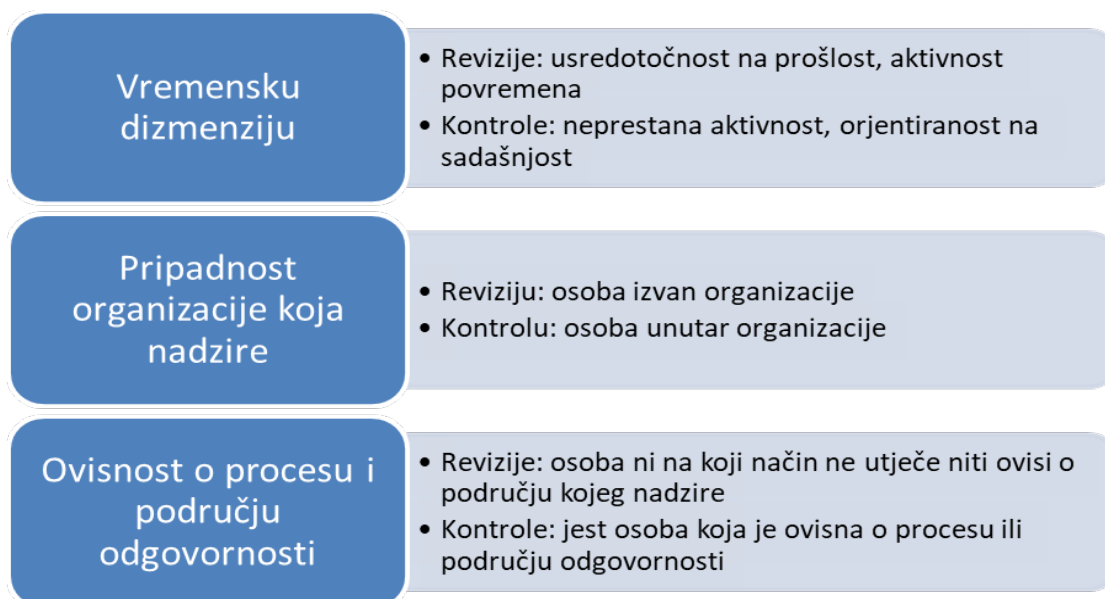 Vremensku
dizmenziju
• Revizije: usredotočnost na prošlost, aktivnost
povremena
• Kontrole: neprestana aktivnost, orjentiranost na
sadašnjost
Pripadnost
organizacije koja
nadzire
• Reviziju: osoba izvan organizacije
• Kontrolu: osoba unutar organizacije
Ovisnost o procesu i
području
odgovornosti
• Revizije: osoba ni na koji način ne utječe niti ovisi o
području kojeg nadzire
• Kontrole: jest osoba koja je ovisna o procesu ili
području odgovornosti